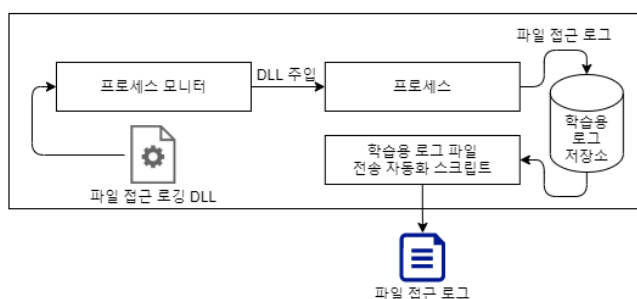 파일 접근 로그
DLL 주입
프로세스 모니터
프로세스
학습용
로그
저장소
학습용 로그 파일
전송 자동화 스크립트
파일 접근 로깅 DLL
파일 접근 로그